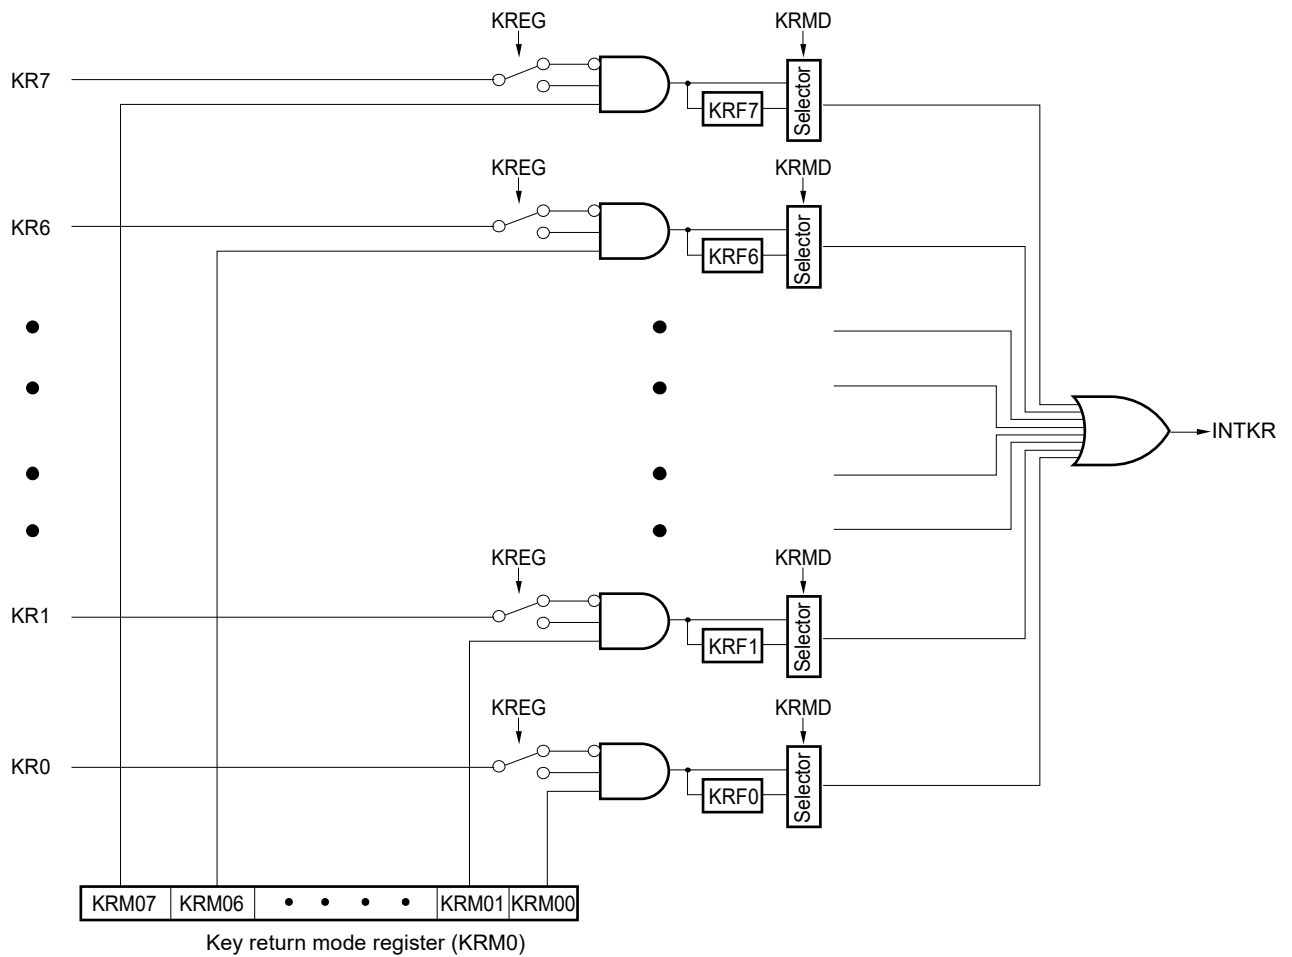 KREG KRMD
KR7
KRF7
Selector
KREG KRMD
KR6
KRF6
Selector
INTKR
KREG KRMD
KR1
KRF1
Selector
KREG KRMD
KR0
KRF0
Selector
KRM07 KRM06 KRM01 KRM00
Key return mode register (KRM0)